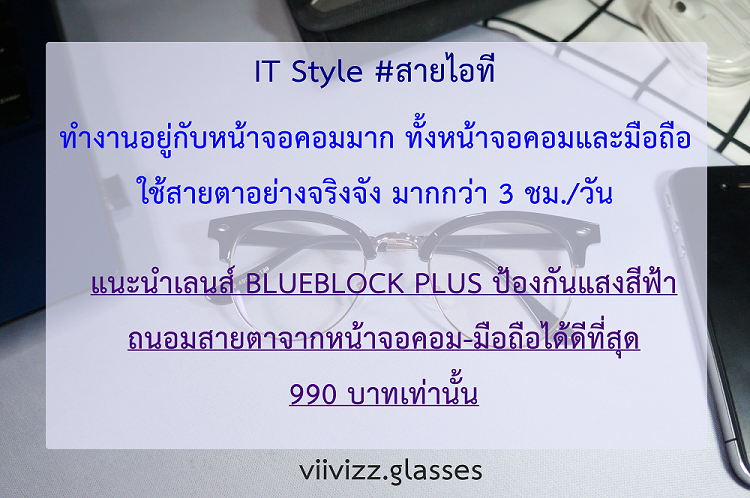 IT Style #สายไอที
ทำงานอยู่กับหน้าจอคอมมาก ทั้งหน้าจอคอมและมือถือ
ใช้สายตาอย่างจริงจัง มากกว่า 3 ชม./วัน
แนะนำเลนส์ BLUEBLOCK PLUS ป้องกันแสงสีฟ้า
ถนอมสายตาจากหน้าจอคอม-มือถือได้ดีที่สุด
990 บาทเท่านั้น
viivizz.glasses